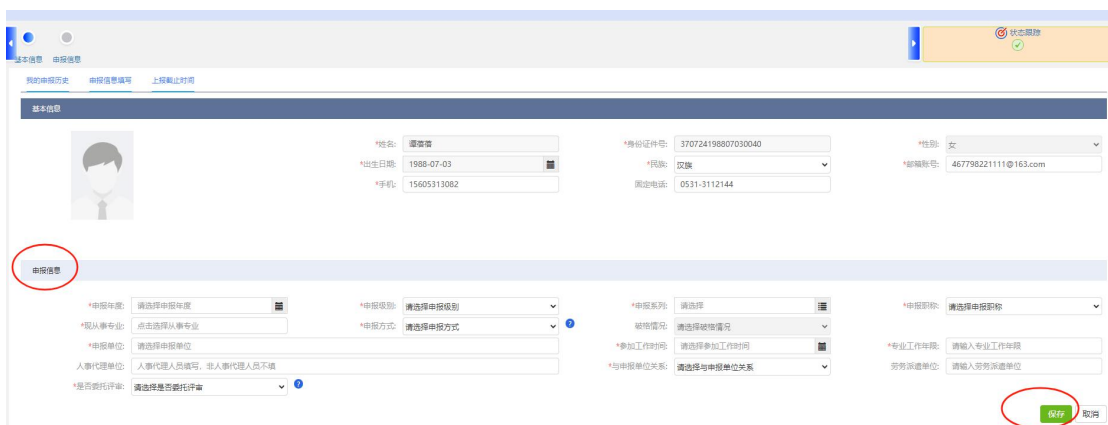 状态跟踪
基本信息 申报信息
我的申报历史 申报信息填写 上报截止时间
基本信息
*姓名: 谭蓓蓓 *身份证件号: 370724198807030040 *性别: 女
*出生日期: 1988-07-03 *民族: 汉族 *邮箱账号: 467798221111@163.com
*手机: 15605313082 固定电话: 0531-3112144
申报信息
*申报年度: 请选择申报年度 *申报级别: 请选择申报级别 *申报系列: 请选择 *申报职称: 请选择申报职称
*现从事专业: 点击选择从事专业 *申报方式: 请选择申报方式 ? 破格情况: 请选择破格情况
*申报单位: 请选择申报单位 *参加工作时间: 请选择参加工作时间 *专业工作年限: 请输入专业工作年限
人事代理单位: 人事代理人员填写，非人事代理人员不填 *与申报单位关系: 请选择与申报单位关系 劳务派遣单位: 请输入劳务派遣单位
*是否委托评审: 请选择是否委托评审 ?
保存 取消